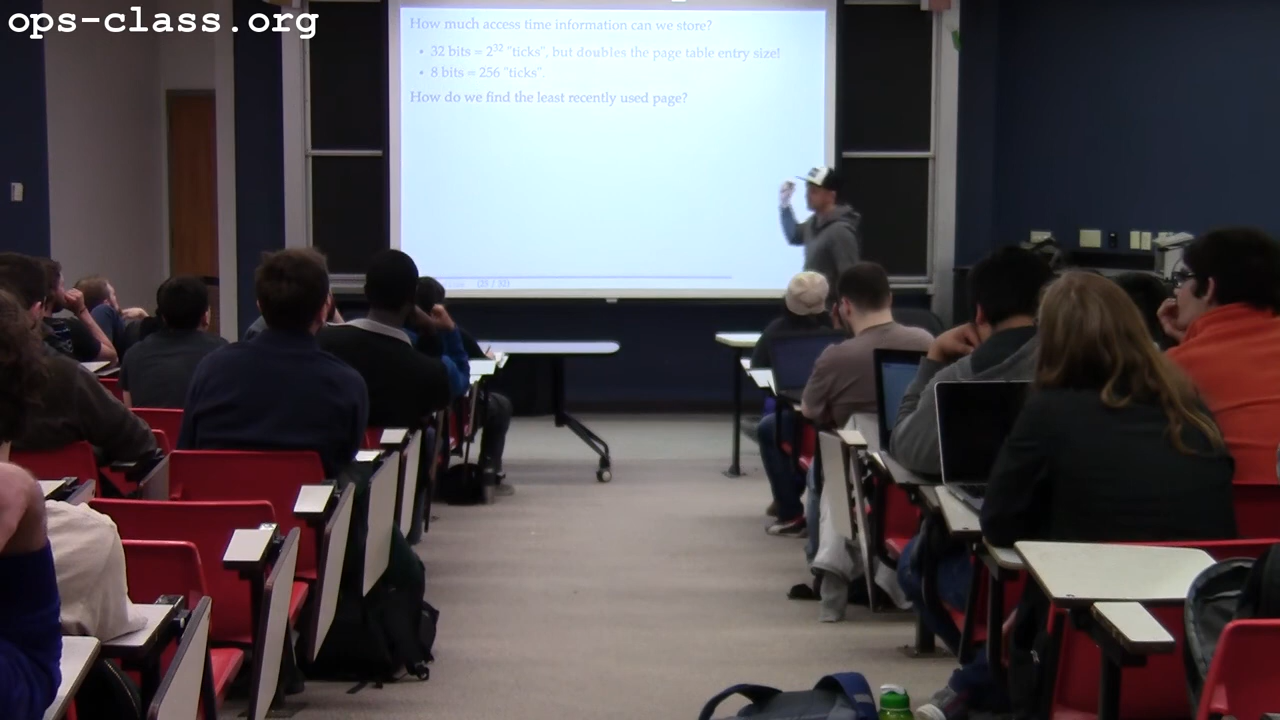 ops-class.org
How much access time information can we store?
• 32 bits = 2³² "ticks", but doubles the page table entry size!
• 8 bits = 256 "ticks".
How do we find the least recently used page?